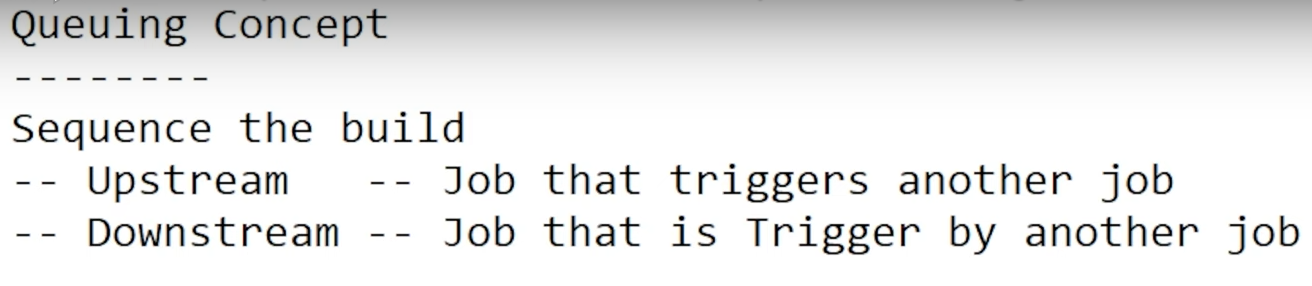 Queuing Concept
--------
Sequence the build
-- Upstream   -- Job that triggers another job
-- Downstream -- Job that is Trigger by another job